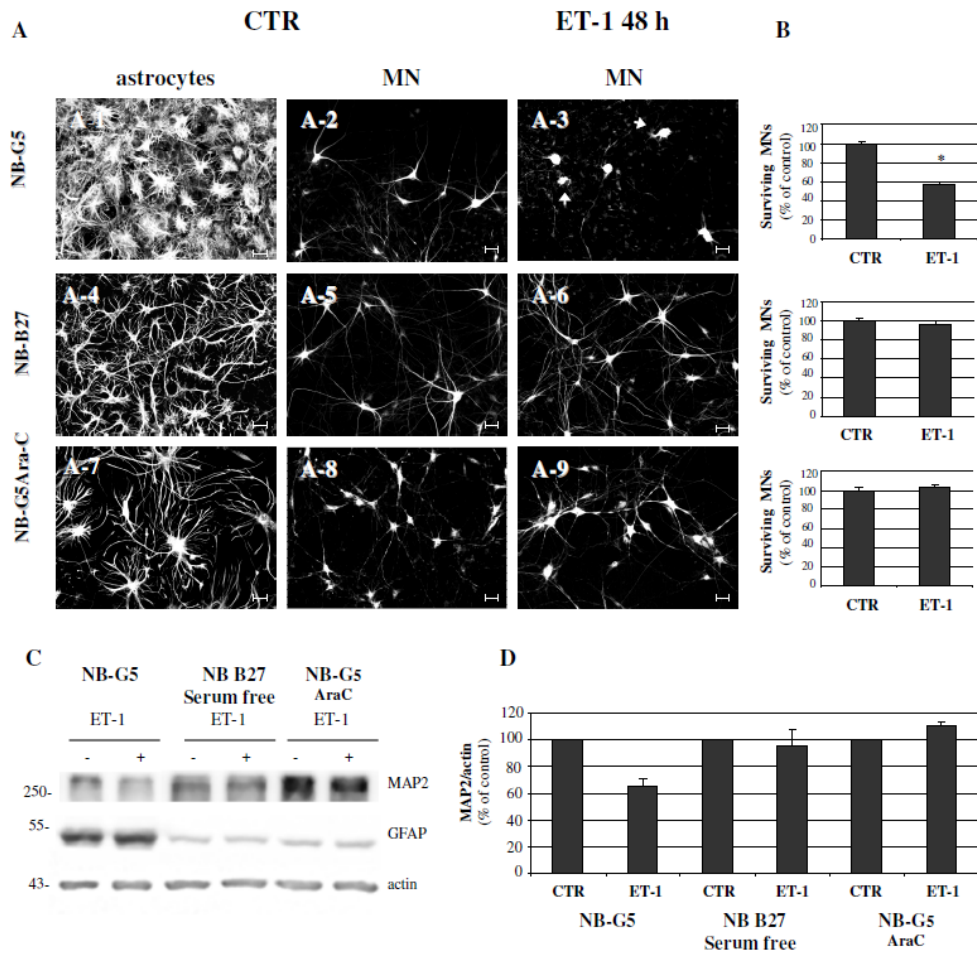 A
CTR
ET-1 48 h
B
astrocytes
MN
MN
NB-G5
A-1
A-2
A-3
Surviving MNs
(% of control)
120
100
80
60
40
20
0
*
CTR
ET-1
NB-B27
A-4
A-5
A-6
Surviving MNs
(% of control)
120
100
80
60
40
20
0
CTR
ET-1
NB-G5Ara-C
A-7
A-8
A-9
Surviving MNs
(% of control)
120
100
80
60
40
20
0
CTR
ET-1
C
NB-G5
NB B27
Serum free
NB-G5
AraC
ET-1
ET-1
ET-1
- + - + - +
250-
MAP2
55-
GFAP
43-
actin
D
MAP2/actin
(% of control)
120
100
80
60
40
20
0
CTR
ET-1
CTR
ET-1
CTR
ET-1
NB-G5
NB B27
Serum free
NB-G5
AraC